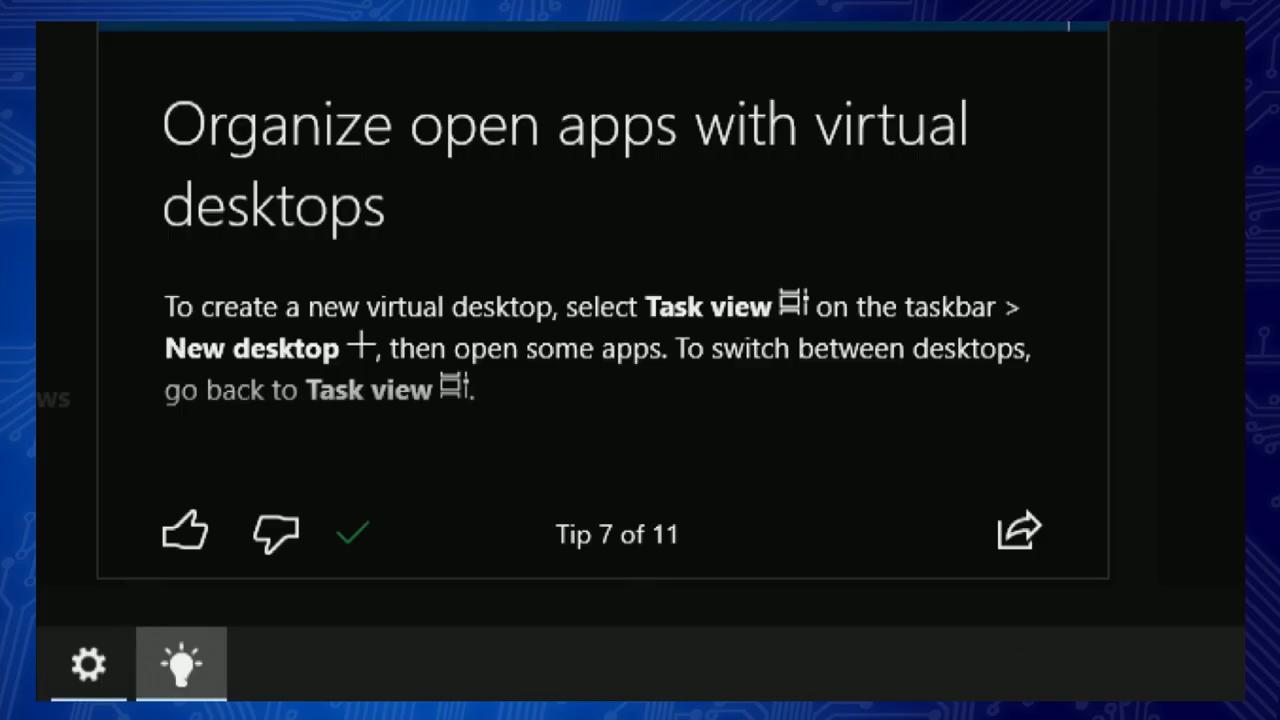 Organize open apps with virtual
desktops
To create a new virtual desktop, select Task view on the taskbar >
New desktop +, then open some apps. To switch between desktops,
go back to Task view .
ws
Tip 7 of 11